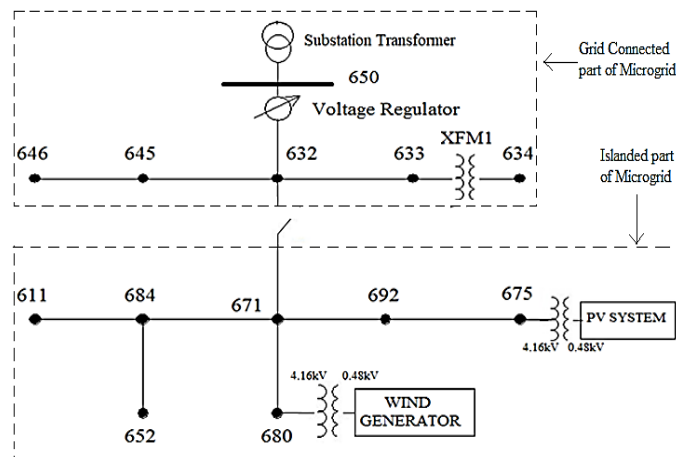 Substation Transformer
Grid Connected
part of Microgrid
650
Voltage Regulator
XFM1
646
645
632
633
634
Islanded part
of Microgrid
611
684
671
692
675
PV SYSTEM
4.16kV
0.48kV
4.16kV
0.48kV
WIND
GENERATOR
652
680